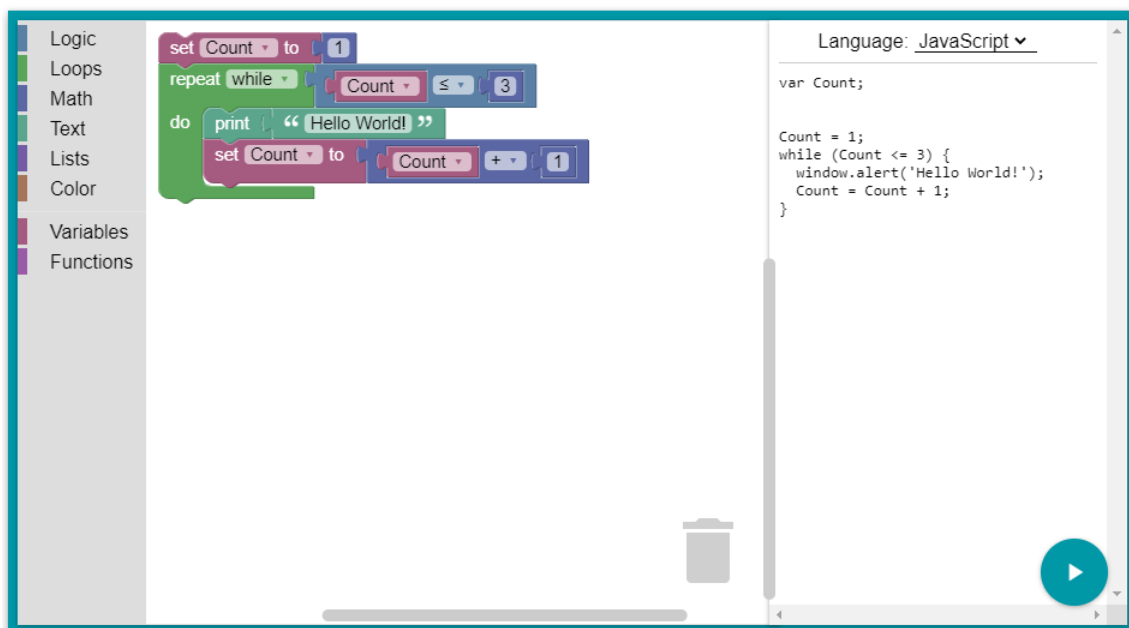 Logic
Loops
Math
Text
Lists
Color
Variables
Functions
set Count to 1
repeat while Count ≤ 3
do print “ Hello World! ”
set Count to Count + 1
Language: JavaScript
var Count;
Count = 1;
while (Count <= 3) {
  window.alert('Hello World!');
  Count = Count + 1;
}